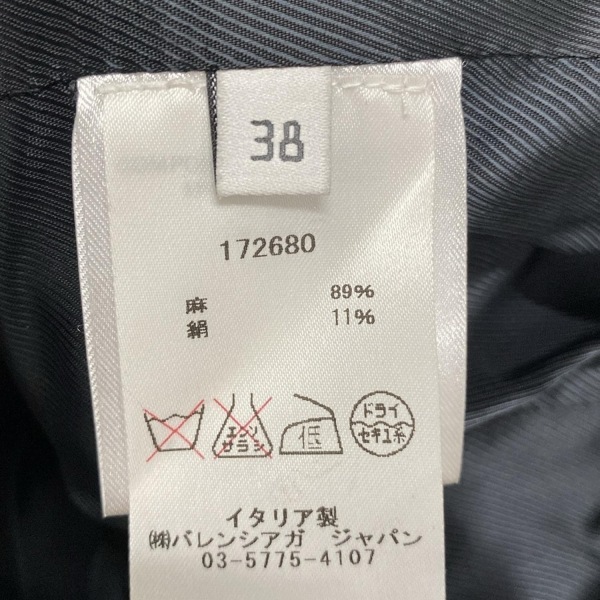 38
172680
麻 89%
絹 11%
エンソ
サラシ
低
ドライ
セキユ系
イタリア製
㈱バレンシアガ ジャパン
03-5775-4107